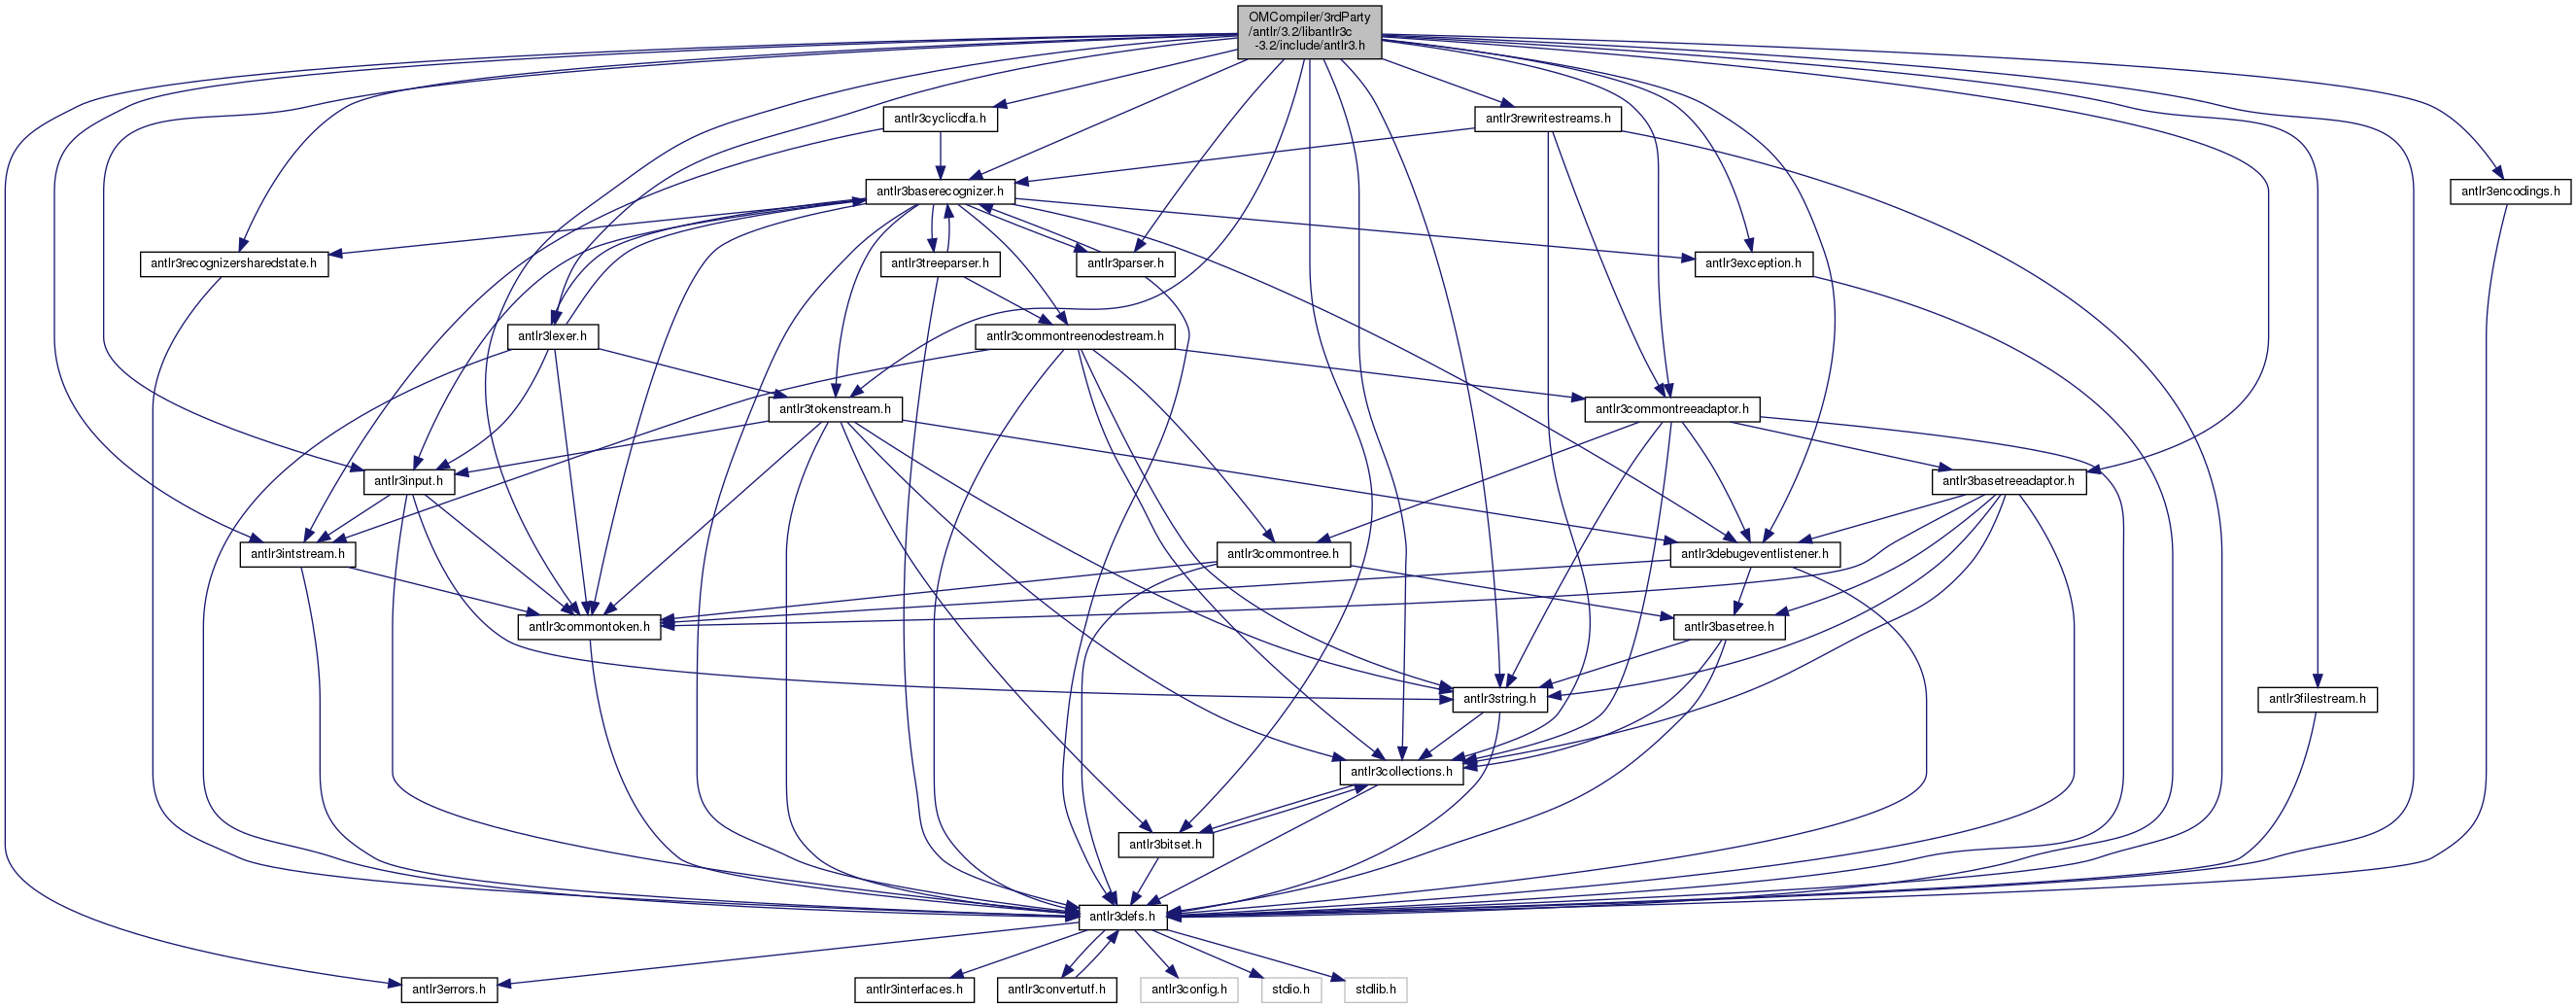 OMCompiler/3rdParty
/antlr/3.2/libantlr3c
-3.2/include/antlr3.h
antlr3cyclicdfa.h
antlr3rewritestreams.h
antlr3baserecognizer.h
antlr3encodings.h
antlr3recognizersharedstate.h
antlr3treeparser.h
antlr3parser.h
antlr3exception.h
antlr3lexer.h
antlr3commontreenodestream.h
antlr3tokenstream.h
antlr3commontreeadaptor.h
antlr3input.h
antlr3basetreeadaptor.h
antlr3intstream.h
antlr3commontree.h
antlr3debugeventlistener.h
antlr3commontoken.h
antlr3basetree.h
antlr3string.h
antlr3filestream.h
antlr3collections.h
antlr3bitset.h
antlr3defs.h
antlr3errors.h
antlr3interfaces.h
antlr3convertutf.h
antlr3config.h
stdio.h
stdlib.h